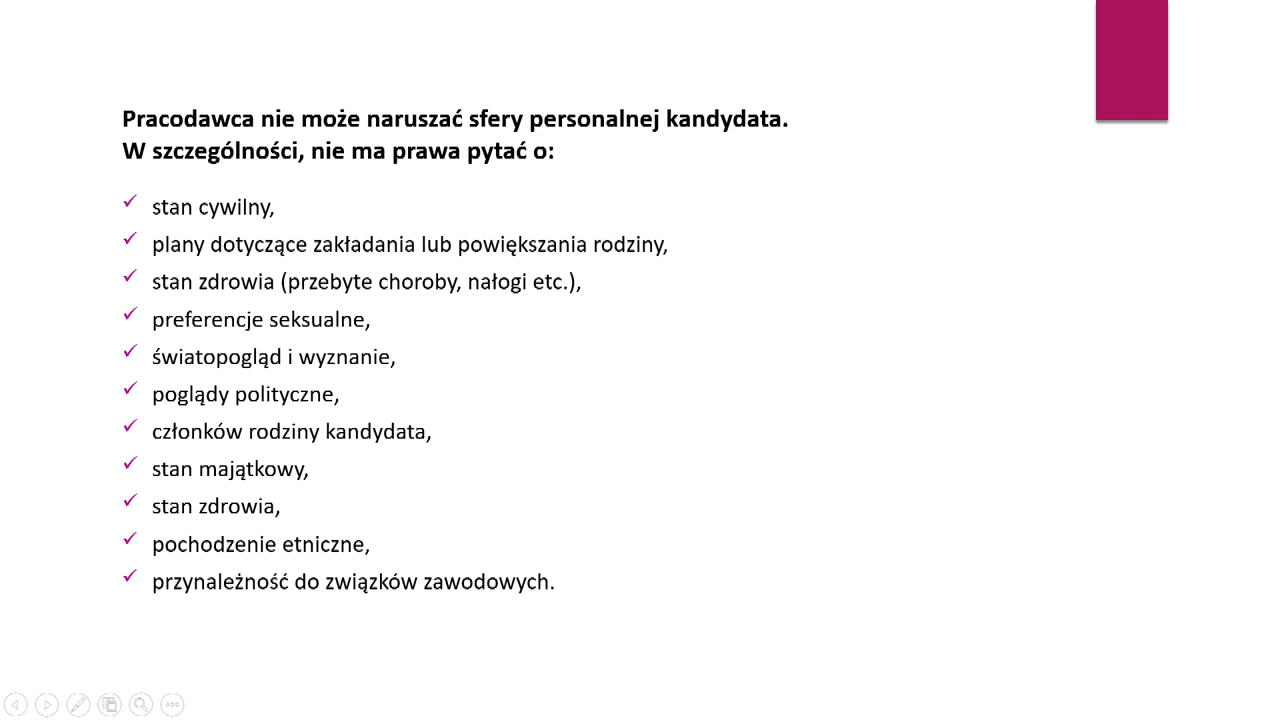 Pracodawca nie może naruszać sfery personalnej kandydata.
W szczególności, nie ma prawa pytać o:
stan cywilny,
plany dotyczące zakładania lub powiększania rodziny,
stan zdrowia (przebyte choroby, nałogi etc.),
preferencje seksualne,
światopogląd i wyznanie,
poglądy polityczne,
członków rodziny kandydata,
stan majątkowy,
stan zdrowia,
pochodzenie etniczne,
przynależność do związków zawodowych.